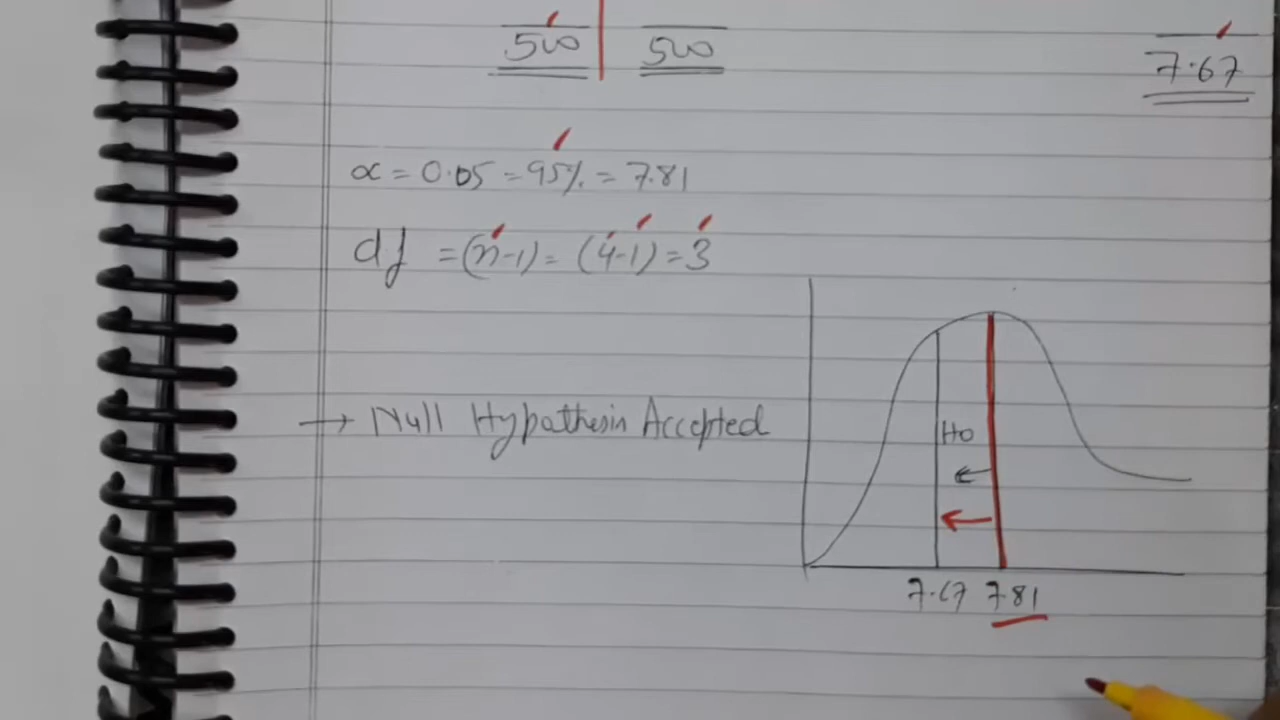 500 500 7.67
α = 0.05 = 95% = 7.81
df = (n-1) = (4-1) = 3
→ Null Hypothesis Accepted
H0
7.67 7.81